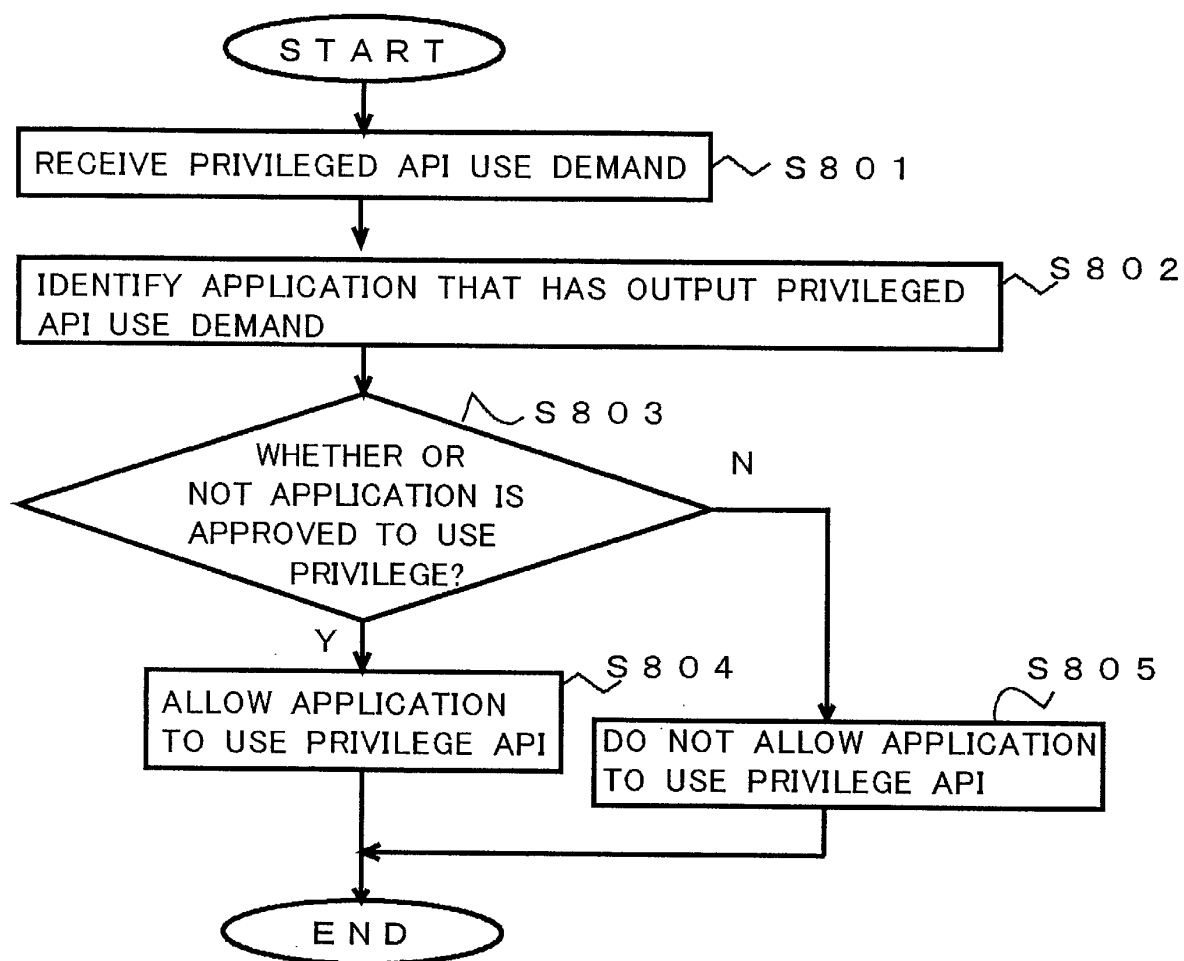 START
RECEIVE PRIVILEGED API USE DEMAND
S801
S802
IDENTIFY APPLICATION THAT HAS OUTPUT PRIVILEGED
API USE DEMAND
S803
WHETHER OR
NOT APPLICATION IS
APPROVED TO USE
PRIVILEGE?
N
Y
S804
ALLOW APPLICATION
TO USE PRIVILEGE API
S805
DO NOT ALLOW APPLICATION
TO USE PRIVILEGE API
END